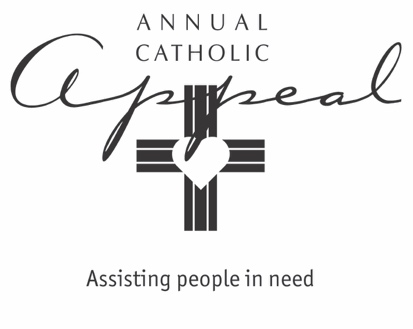 ANNUAL
CATHOLIC
Appeal
Assisting people in need